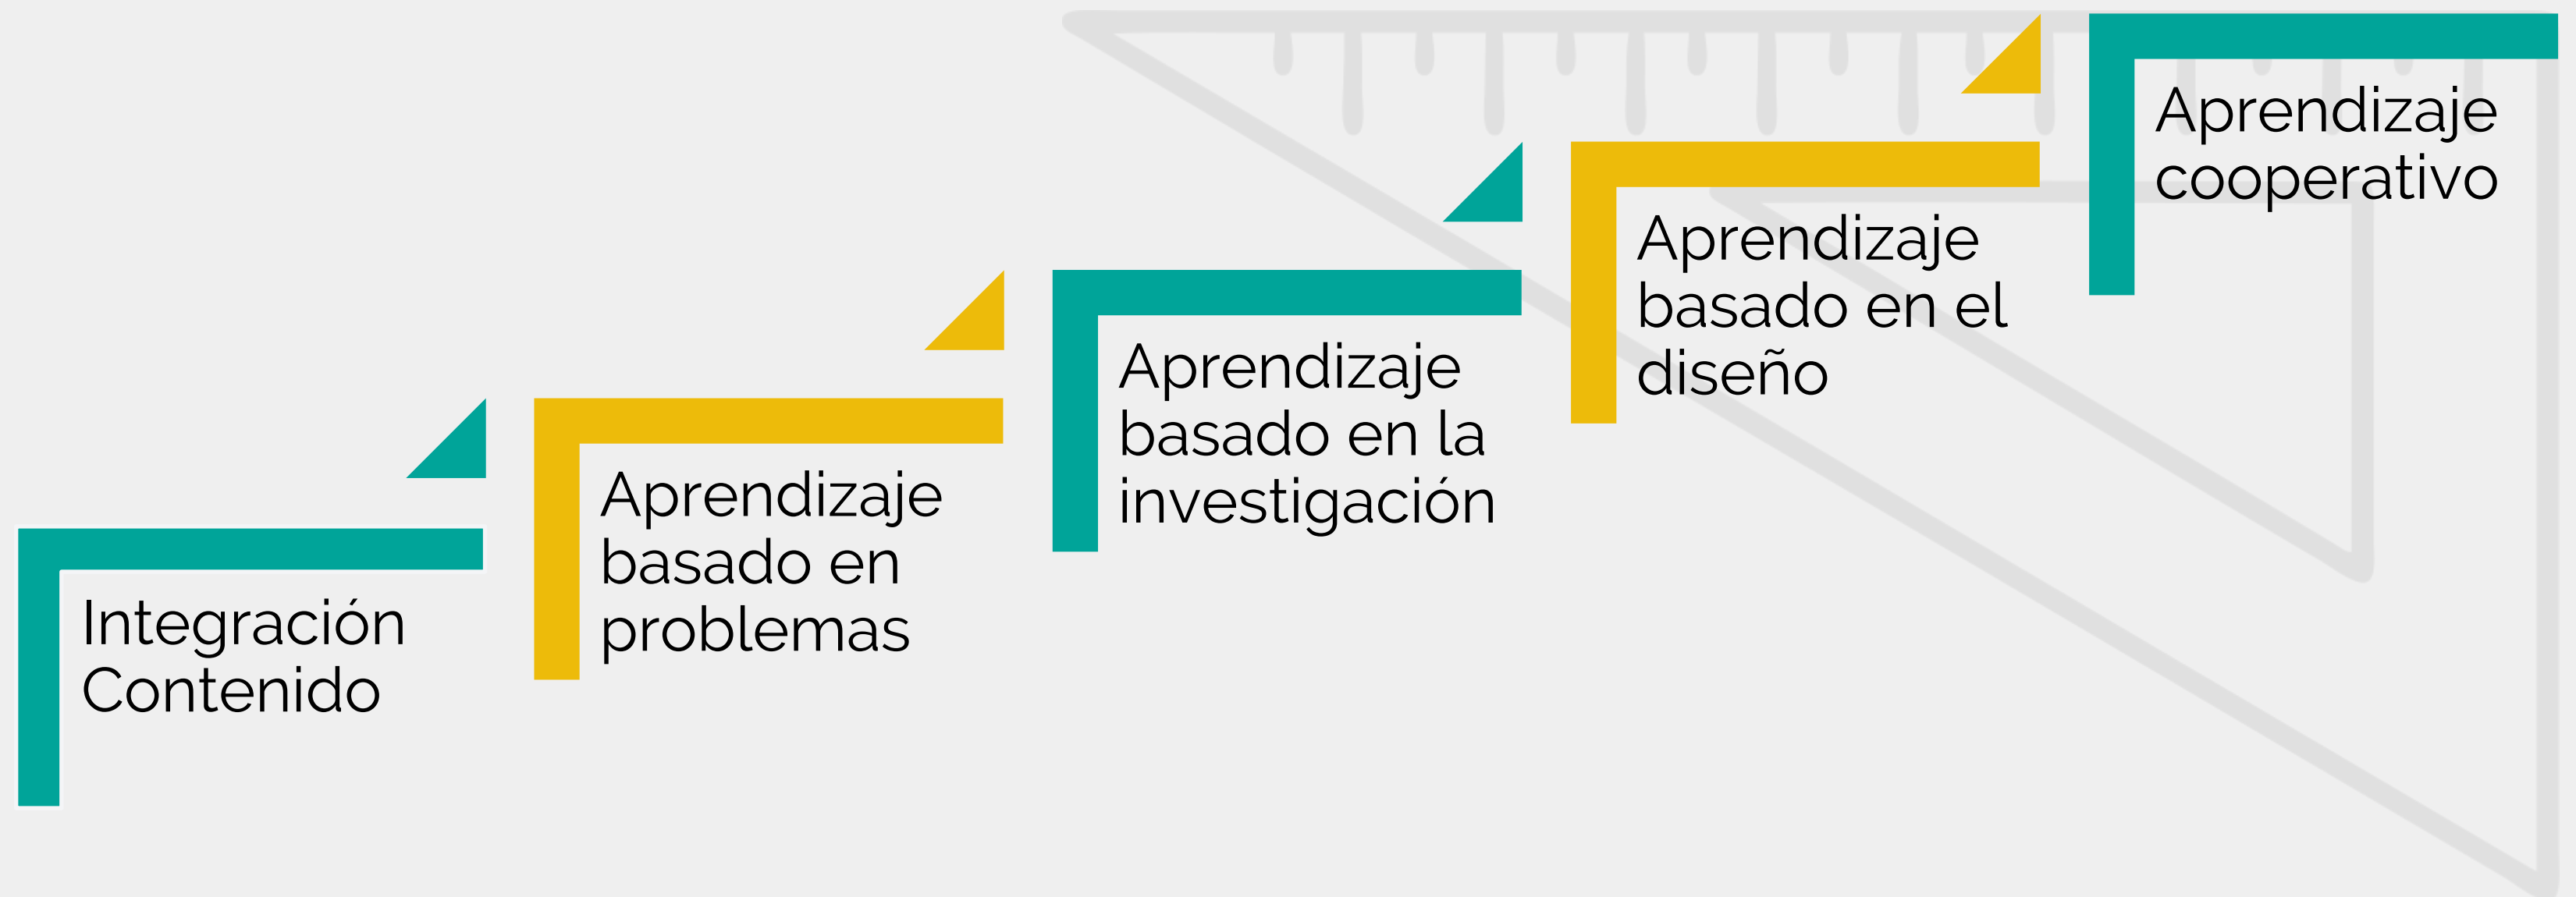 Integración
Contenido
Aprendizaje
basado en
problemas
Aprendizaje
basado en la
investigación
Aprendizaje
basado en el
diseño
Aprendizaje
cooperativo